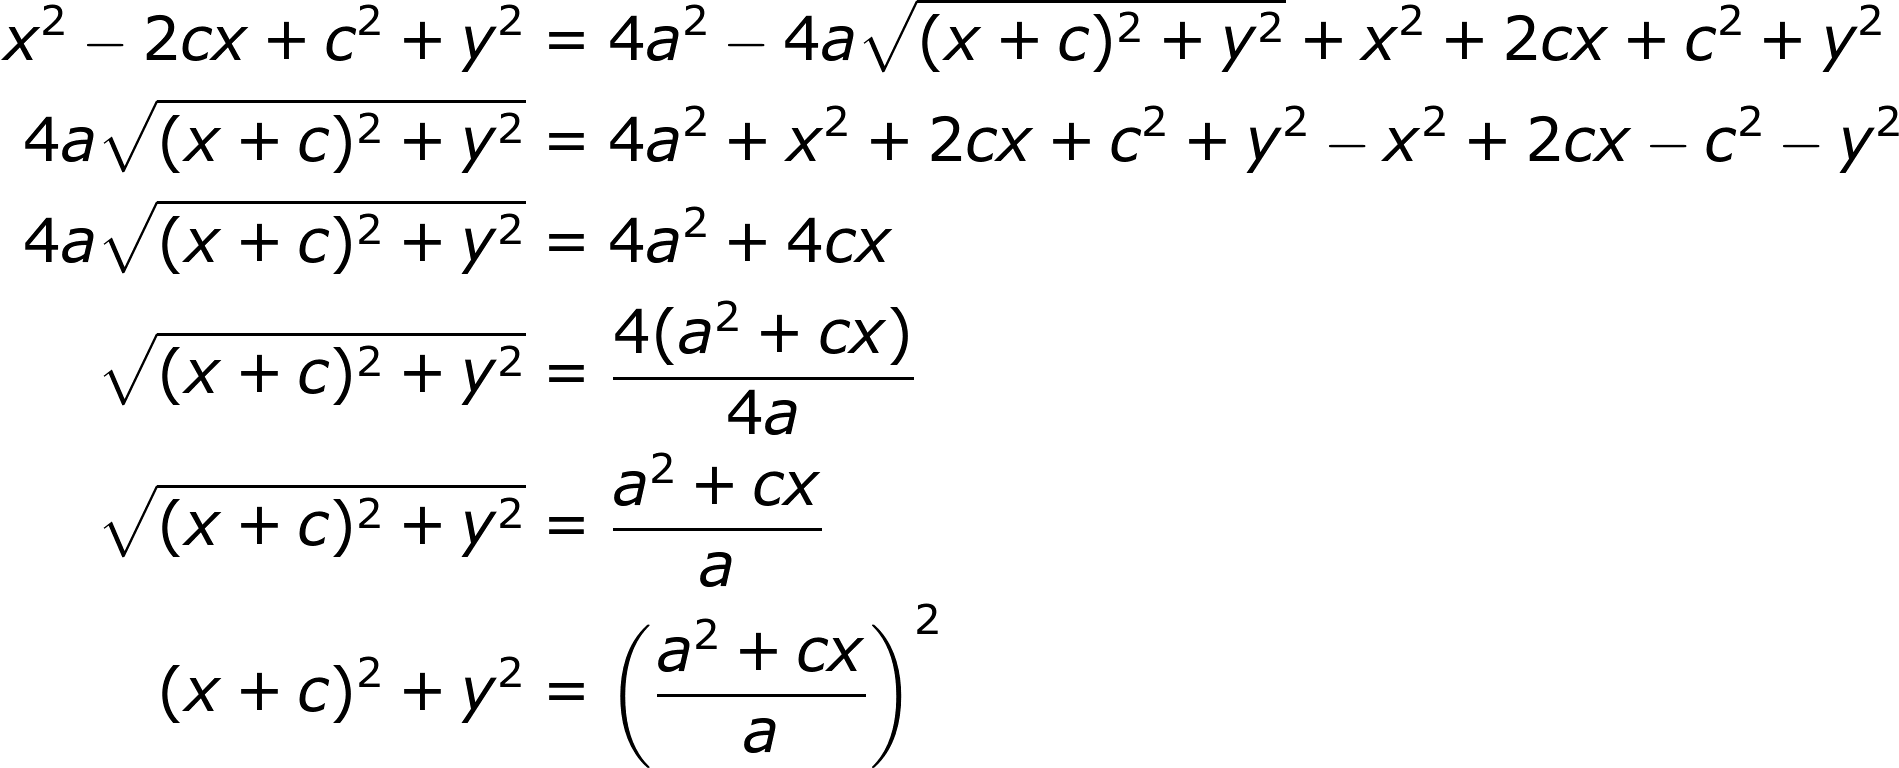 x² − 2cx + c² + y² = 4a² − 4a√((x + c)² + y²) + x² + 2cx + c² + y²
4a√((x + c)² + y²) = 4a² + x² + 2cx + c² + y² − x² + 2cx − c² − y²
4a√((x + c)² + y²) = 4a² + 4cx
√((x + c)² + y²) = 4(a² + cx) / 4a
√((x + c)² + y²) = (a² + cx) / a
(x + c)² + y² = ((a² + cx) / a)²